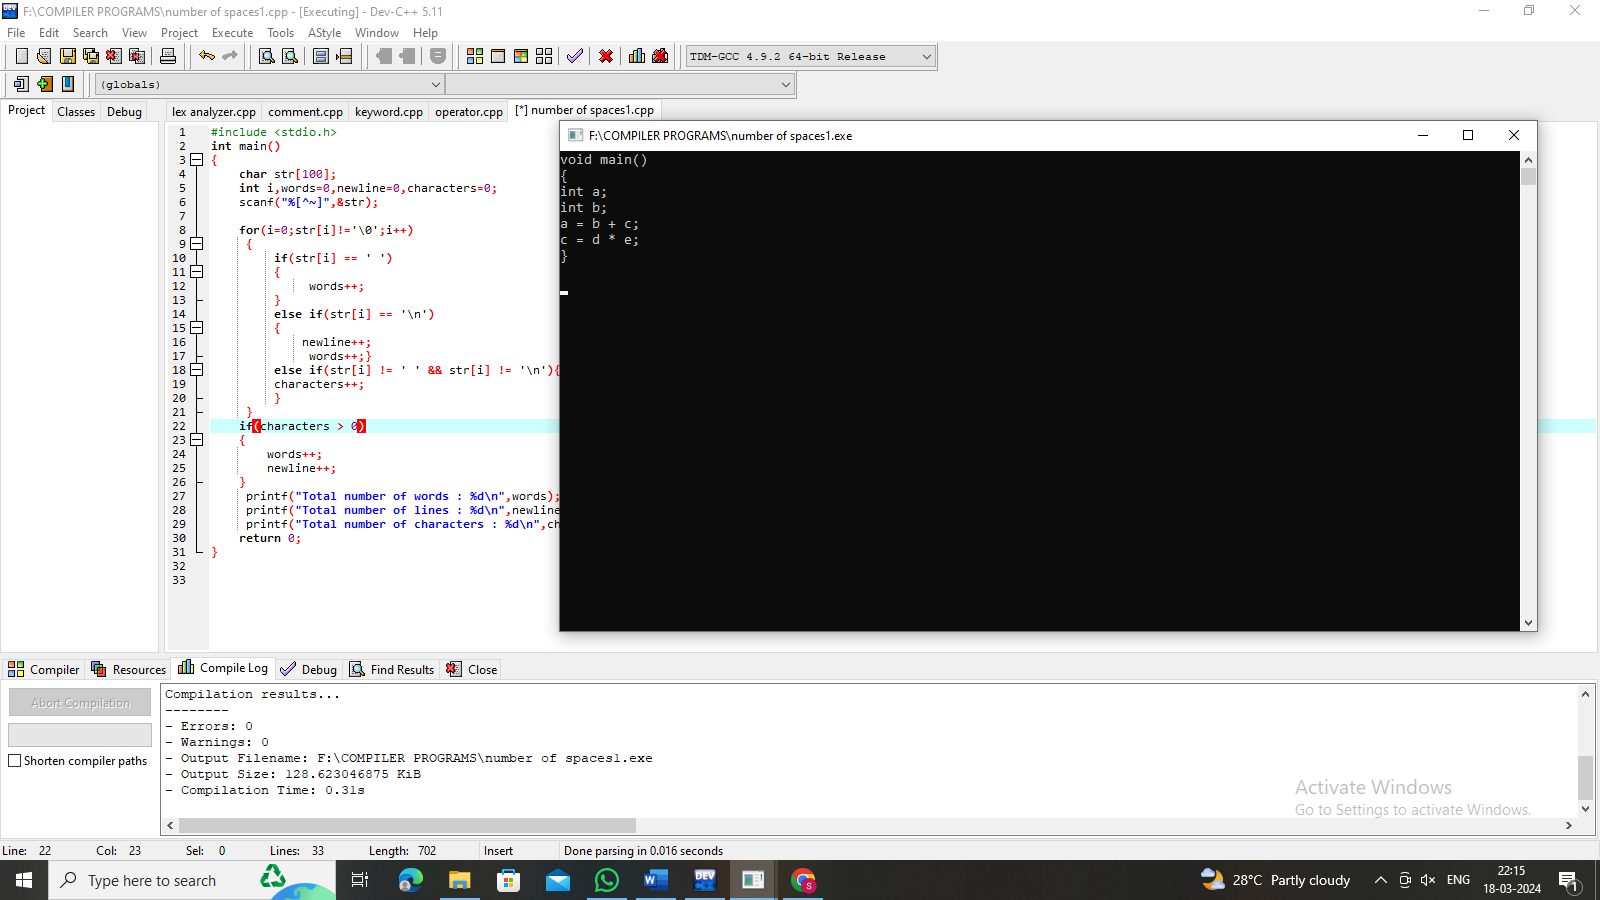 F:\COMPILER PROGRAMS\number of spaces1.cpp - [Executing] - Dev-C++ 5.11
File Edit Search View Project Execute Tools AStyle Window Help
TDM-GCC 4.9.2 64-bit Release
(globals)
Project Classes Debug
lex analyzer.cpp comment.cpp keyword.cpp operator.cpp [*] number of spaces1.cpp
1 #include <stdio.h>
2 int main()
3 {
4 char str[100];
5 int i,words=0,newline=0,characters=0;
6 scanf("%[^~]",&str);
7
8 for(i=0;str[i]!='\0';i++)
9 {
10 if(str[i] == ' ')
11 {
12 words++;
13 }
14 else if(str[i] == '\n')
15 {
16 newline++;
17 words++;}
18 else if(str[i] != ' ' && str[i] != '\n'){
19 characters++;
20 }
21 }
22 if(characters > 0)
23 {
24 words++;
25 newline++;
26 }
27 printf("Total number of words : %d\n",words);
28 printf("Total number of lines : %d\n",newline
29 printf("Total number of characters : %d\n",ch
30 return 0;
31 }
32
33
F:\COMPILER PROGRAMS\number of spaces1.exe
void main()
{
int a;
int b;
a = b + c;
c = d * e;
}
Compiler Resources Compile Log Debug Find Results Close
Abort Compilation
Shorten compiler paths
Compilation results...
--------
- Errors: 0
- Warnings: 0
- Output Filename: F:\COMPILER PROGRAMS\number of spaces1.exe
- Output Size: 128.623046875 KiB
- Compilation Time: 0.31s
Activate Windows
Go to Settings to activate Windows.
Line: 22 Col: 23 Sel: 0 Lines: 33 Length: 702 Insert Done parsing in 0.016 seconds
Type here to search
W
DEV
S
28°C Partly cloudy
ENG
22:15
18-03-2024
1